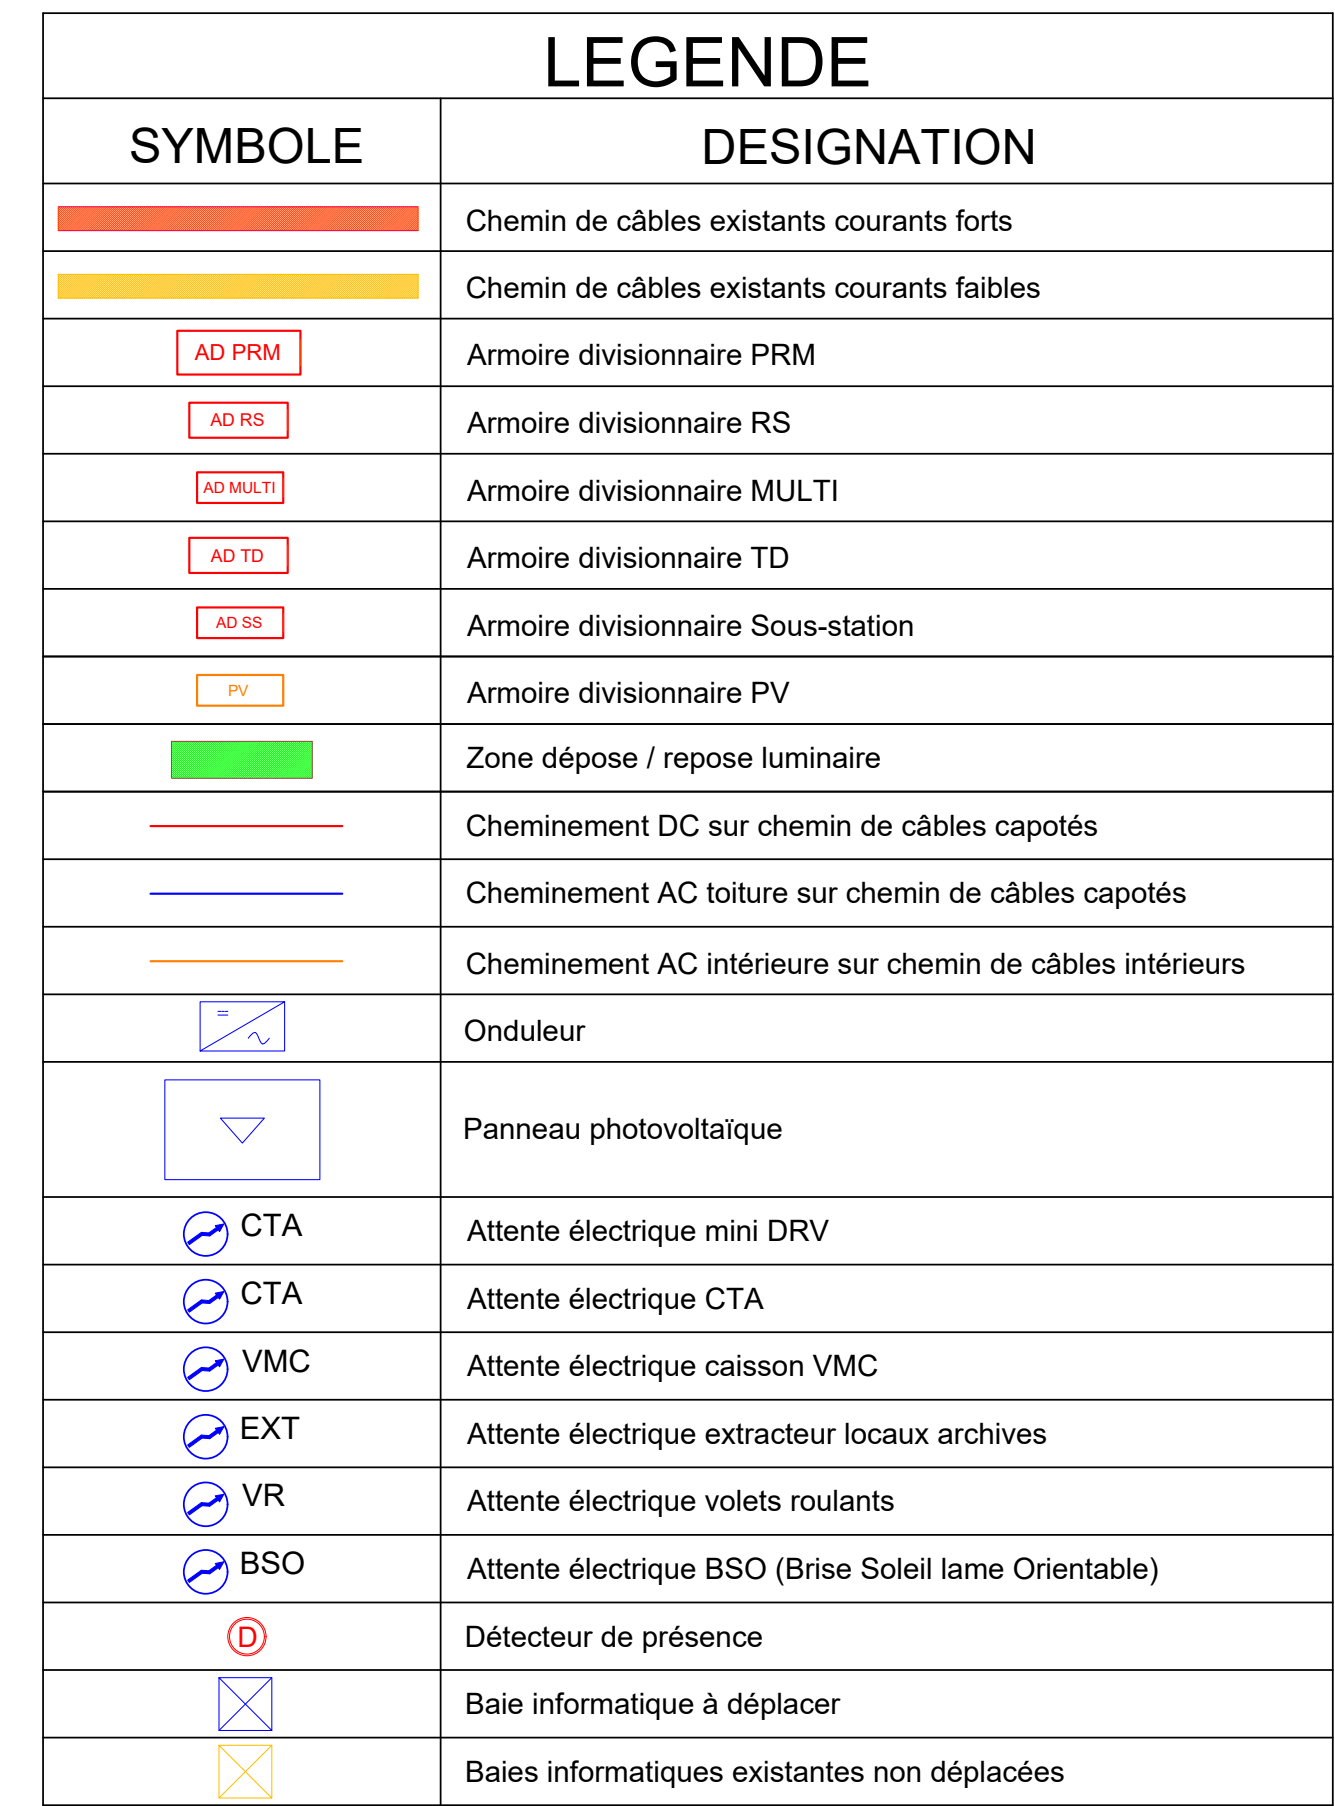 LEGENDE
SYMBOLE DESIGNATION
Chemin de câbles existants courants forts
Chemin de câbles existants courants faibles
AD PRM Armoire divisionnaire PRM
AD RS Armoire divisionnaire RS
AD MULTI Armoire divisionnaire MULTI
AD TD Armoire divisionnaire TD
AD SS Armoire divisionnaire Sous-station
PV Armoire divisionnaire PV
Zone dépose / repose luminaire
Cheminement DC sur chemin de câbles capotés
Cheminement AC toiture sur chemin de câbles capotés
Cheminement AC intérieure sur chemin de câbles intérieurs
Onduleur
Panneau photovoltaïque
CTA Attente électrique mini DRV
CTA Attente électrique CTA
VMC Attente électrique caisson VMC
EXT Attente électrique extracteur locaux archives
VR Attente électrique volets roulants
BSO Attente électrique BSO (Brise Soleil lame Orientable)
D Détecteur de présence
Baie informatique à déplacer
Baies informatiques existantes non déplacées